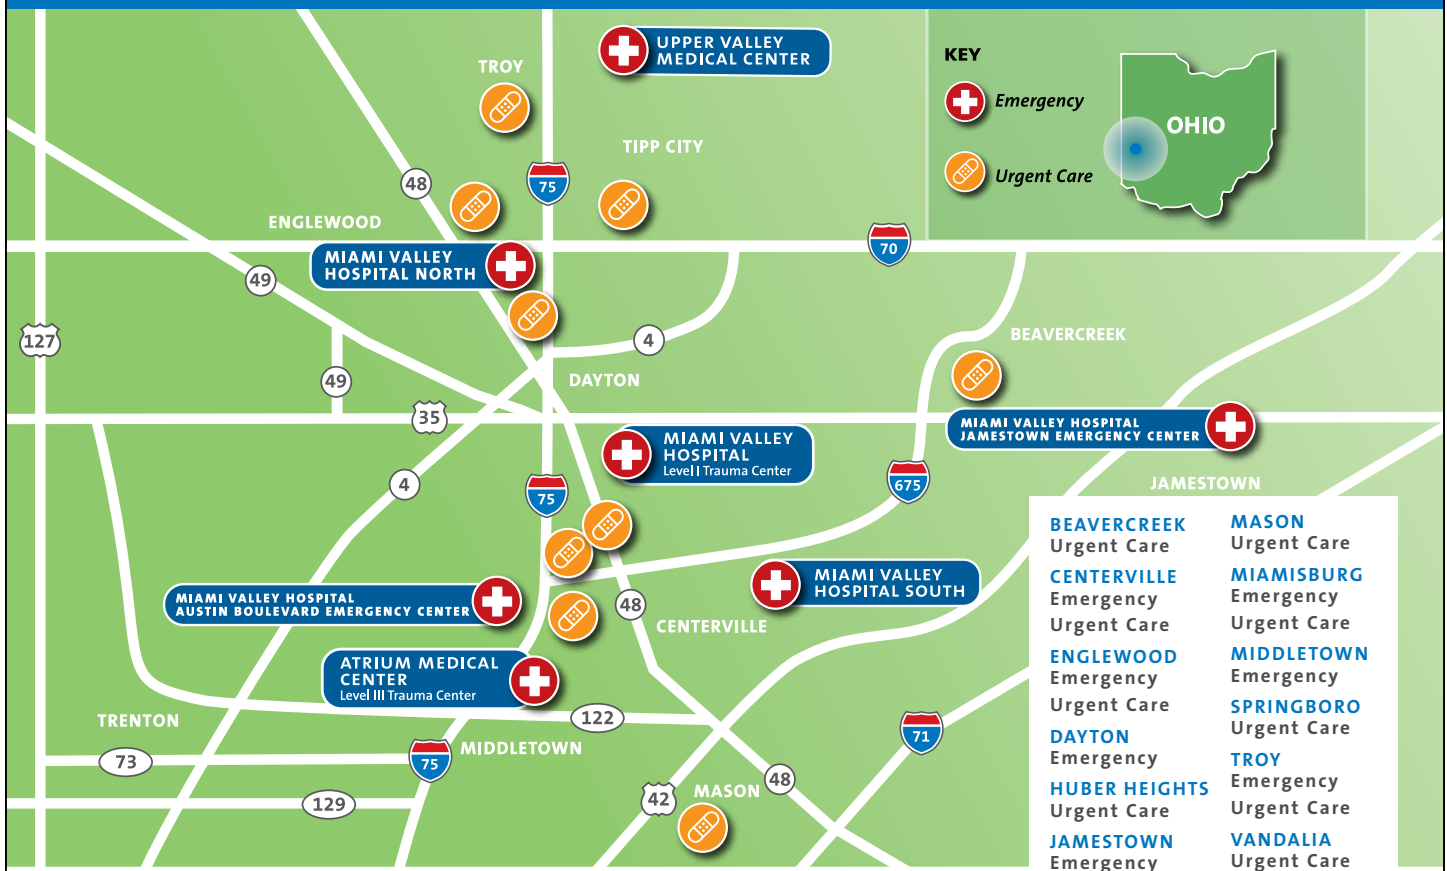 UPPER VALLEY
MEDICAL CENTER
KEY
Emergency
Urgent Care
OHIO
TROY
TIPP CITY
48
75
ENGLEWOOD
70
MIAMI VALLEY
HOSPITAL NORTH
49
127
4
BEAVERCREEK
49
DAYTON
35
MIAMI VALLEY HOSPITAL
JAMESTOWN EMERGENCY CENTER
MIAMI VALLEY
HOSPITAL
Level I Trauma Center
4
75
675
JAMESTOWN
MIAMI VALLEY HOSPITAL
AUSTIN BOULEVARD EMERGENCY CENTER
MIAMI VALLEY
HOSPITAL SOUTH
48
CENTERVILLE
ATRIUM MEDICAL
CENTER
Level III Trauma Center
122
TRENTON
73
75
MIDDLETOWN
71
129
42
MASON
48
BEAVERCREEK
Urgent Care
CENTERVILLE
Emergency
Urgent Care
ENGLEWOOD
Emergency
Urgent Care
DAYTON
Emergency
HUBER HEIGHTS
Urgent Care
JAMESTOWN
Emergency
MASON
Urgent Care
MIAMISBURG
Emergency
Urgent Care
MIDDLETOWN
Emergency
SPRINGBORO
Urgent Care
TROY
Emergency
Urgent Care
VANDALIA
Urgent Care